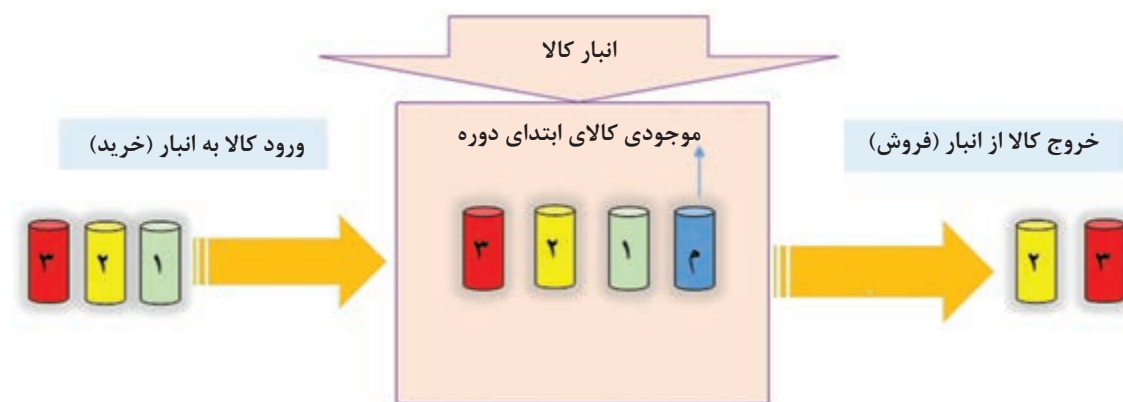 انبار کالا
خروج کالا از انبار (فروش)
موجودی کالای ابتدای دوره
ورود کالا به انبار (خرید)
۳ ۲
م ۱ ۲ ۳
۱ ۲ ۳